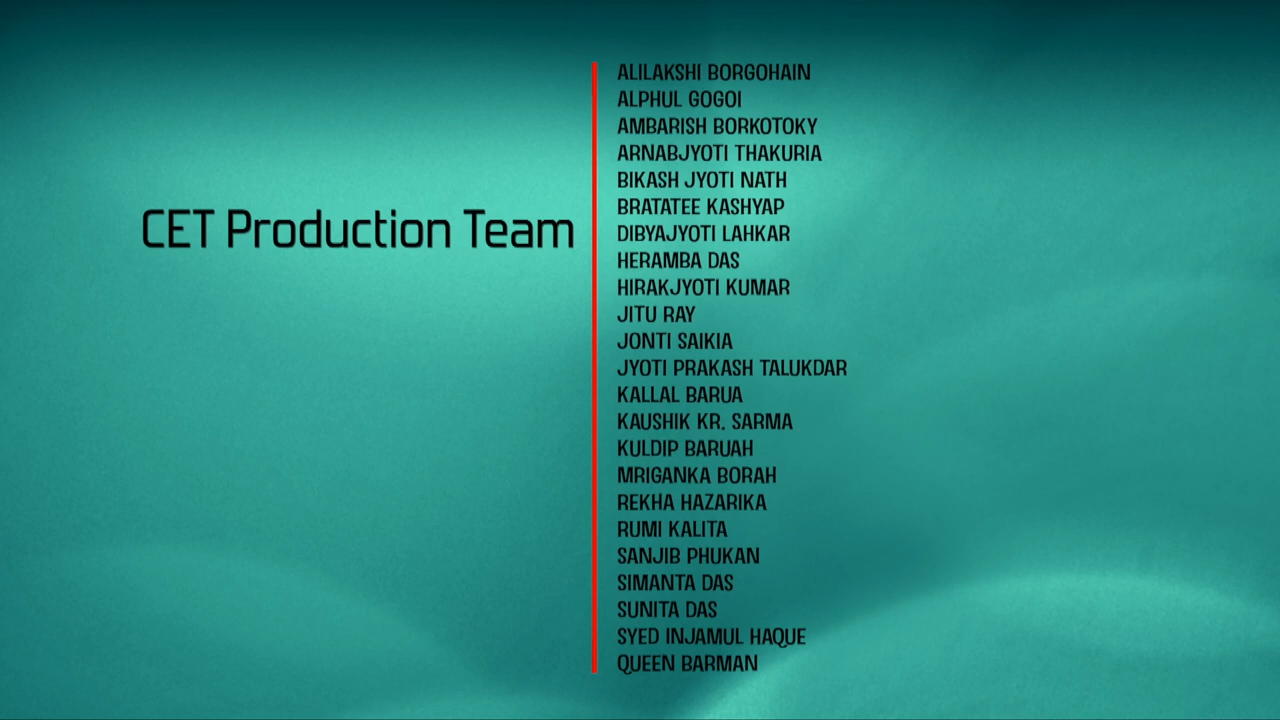 CET Production Team
ALILAKSHI BORGOHAIN
ALPHUL GOGOI
AMBARISH BORKOTOKY
ARNABJYOTI THAKURIA
BIKASH JYOTI NATH
BRATATEE KASHYAP
DIBYAJYOTI LAHKAR
HERAMBA DAS
HIRAKJYOTI KUMAR
JITU RAY
JONTI SAIKIA
JYOTI PRAKASH TALUKDAR
KALLAL BARUA
KAUSHIK KR. SARMA
KULDIP BARUAH
MRIGANKA BORAH
REKHA HAZARIKA
RUMI KALITA
SANJIB PHUKAN
SIMANTA DAS
SUNITA DAS
SYED INJAMUL HAQUE
QUEEN BARMAN